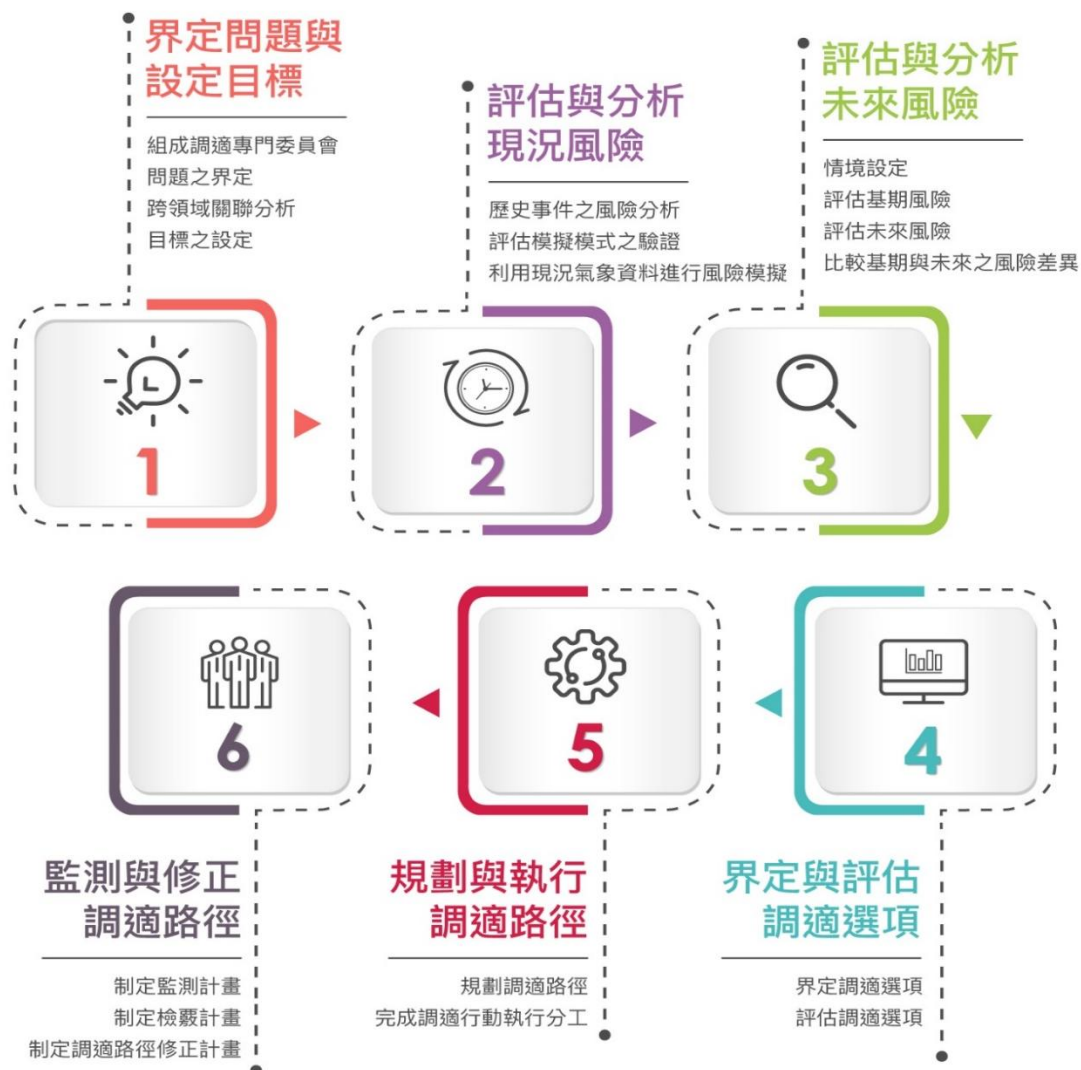 界定問題與
設定目標
組成調適專門委員會
問題之界定
跨領域關聯分析
目標之設定
1
評估與分析
現況風險
歷史事件之風險分析
評估模擬模式之驗證
利用現況氣象資料進行風險模擬
2
評估與分析
未來風險
情境設定
評估基期風險
評估未來風險
比較基期與未來之風險差異
3
4
界定與評估
調適選項
界定調適選項
評估調適選項
5
規劃與執行
調適路徑
規劃調適路徑
完成調適行動執行分工
6
監測與修正
調適路徑
制定監測計畫
制定檢覈計畫
制定調適路徑修正計畫